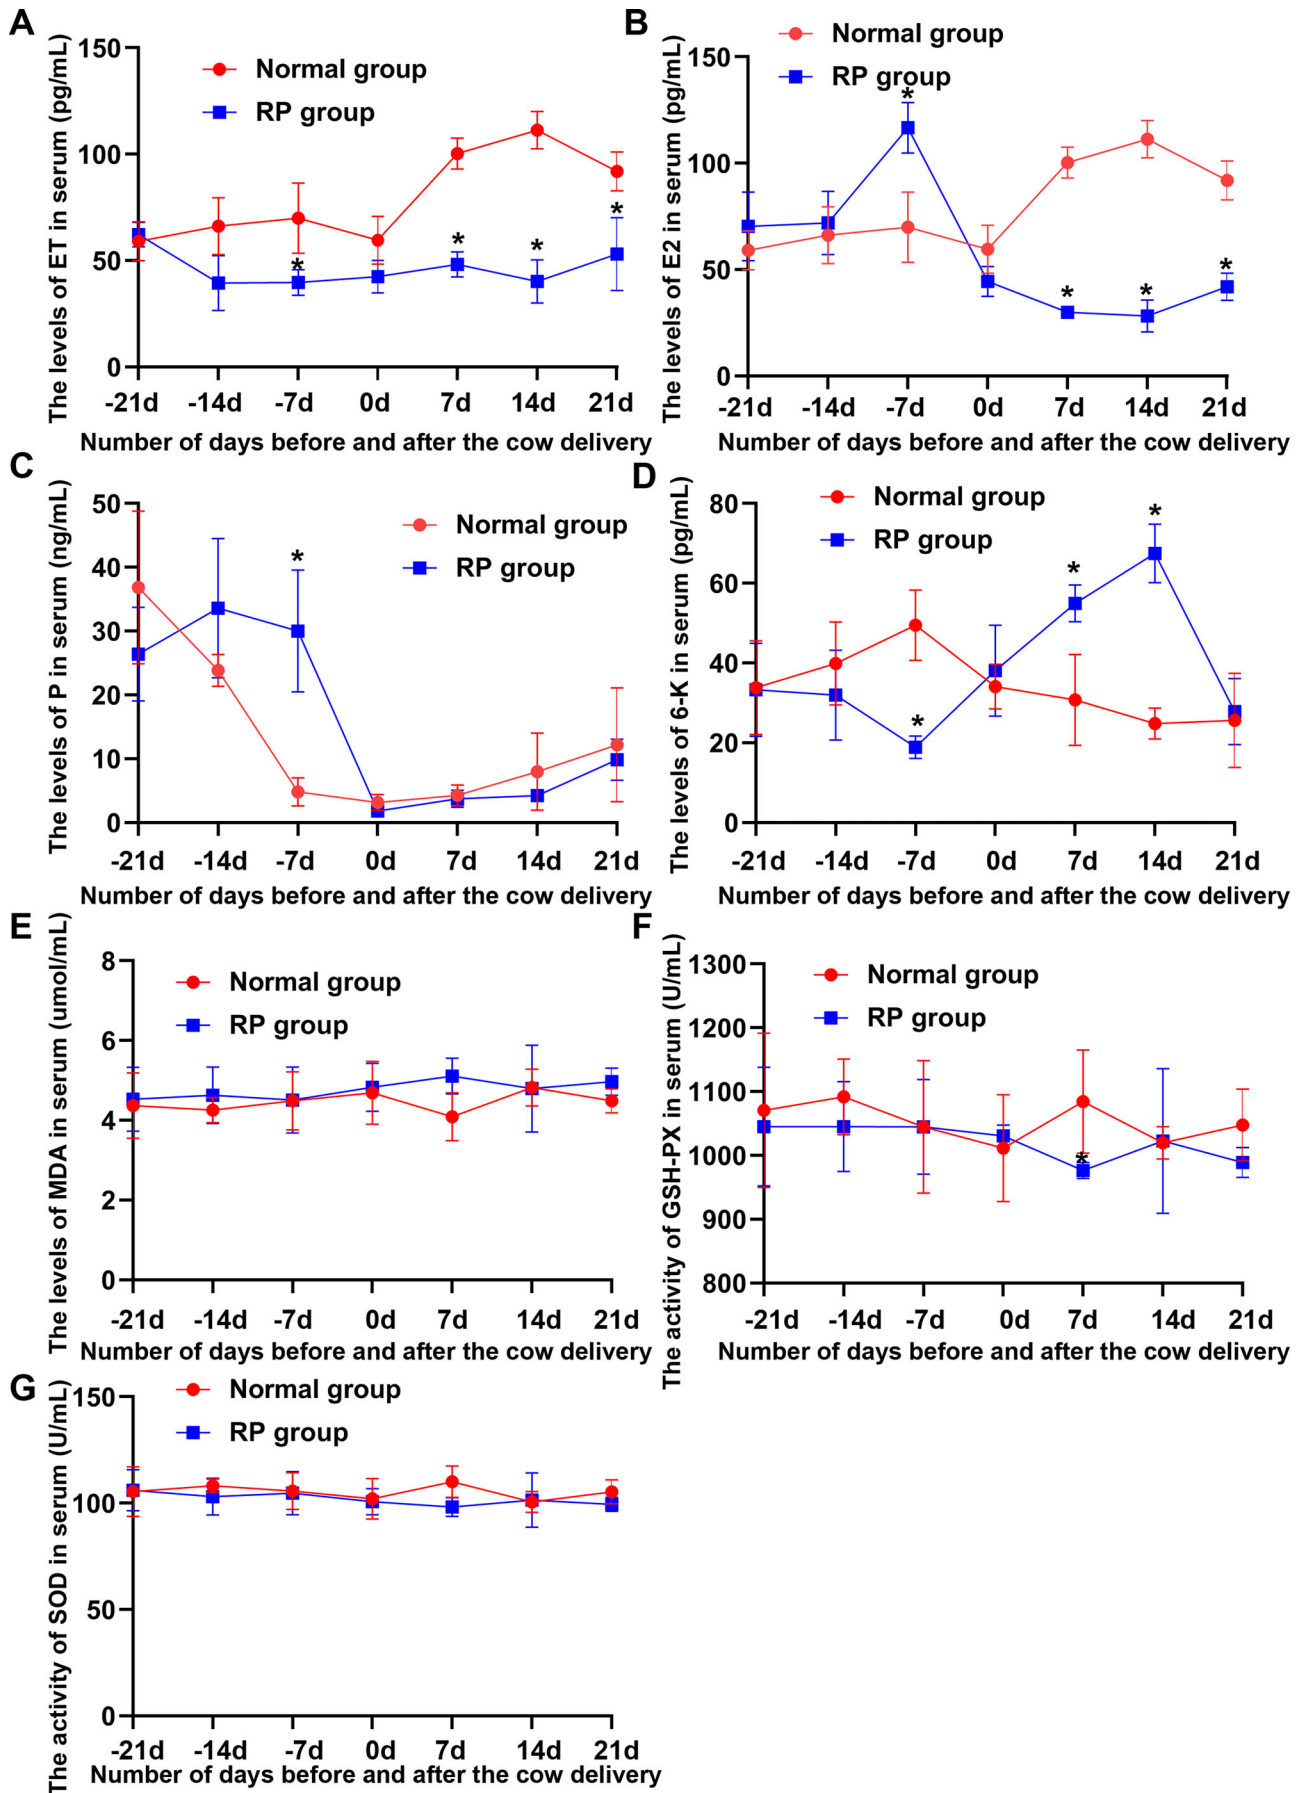 A
The levels of ET in serum (pg/mL)
150
100
50
0
Normal group
RP group
*
*
*
*
-21d -14d -7d 0d 7d 14d 21d
Number of days before and after the cow delivery
B
The levels of E2 in serum (pg/mL)
150
100
50
0
Normal group
RP group
*
*
*
*
-21d -14d -7d 0d 7d 14d 21d
Number of days before and after the cow delivery
C
The levels of P in serum (ng/mL)
50
40
30
20
10
0
Normal group
RP group
*
-21d -14d -7d 0d 7d 14d 21d
Number of days before and after the cow delivery
D
The levels of 6-K in serum (pg/mL)
80
60
40
20
0
Normal group
RP group
*
*
*
-21d -14d -7d 0d 7d 14d 21d
Number of days before and after the cow delivery
E
The levels of MDA in serum (umol/mL)
8
6
4
2
0
Normal group
RP group
-21d -14d -7d 0d 7d 14d 21d
Number of days before and after the cow delivery
F
The activity of GSH-PX in serum (U/mL)
1300
1200
1100
1000
900
800
Normal group
RP group
*
-21d -14d -7d 0d 7d 14d 21d
Number of days before and after the cow delivery
G
The activity of SOD in serum (U/mL)
150
100
50
0
Normal group
RP group
-21d -14d -7d 0d 7d 14d 21d
Number of days before and after the cow delivery